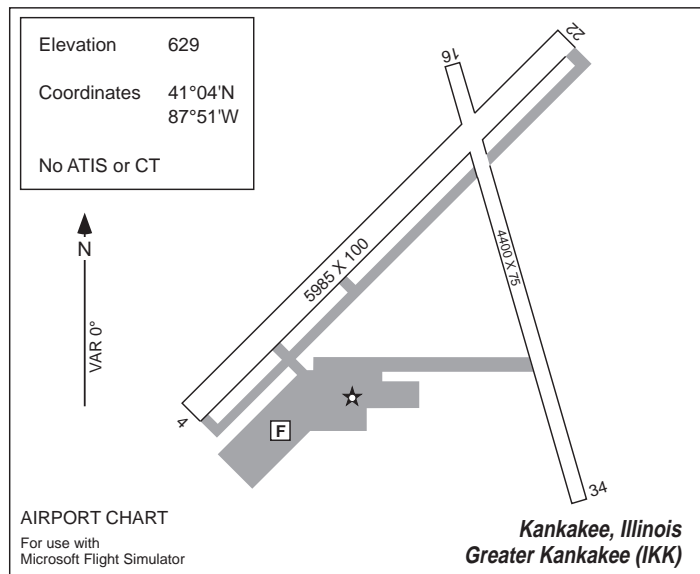 Elevation 629
Coordinates 41°04'N
87°51'W
No ATIS or CT
22
16
N
VAR 0°
5985 X 100
4400 X 75
4
F
34
AIRPORT CHART
For use with
Microsoft Flight Simulator
Kankakee, Illinois
Greater Kankakee (IKK)